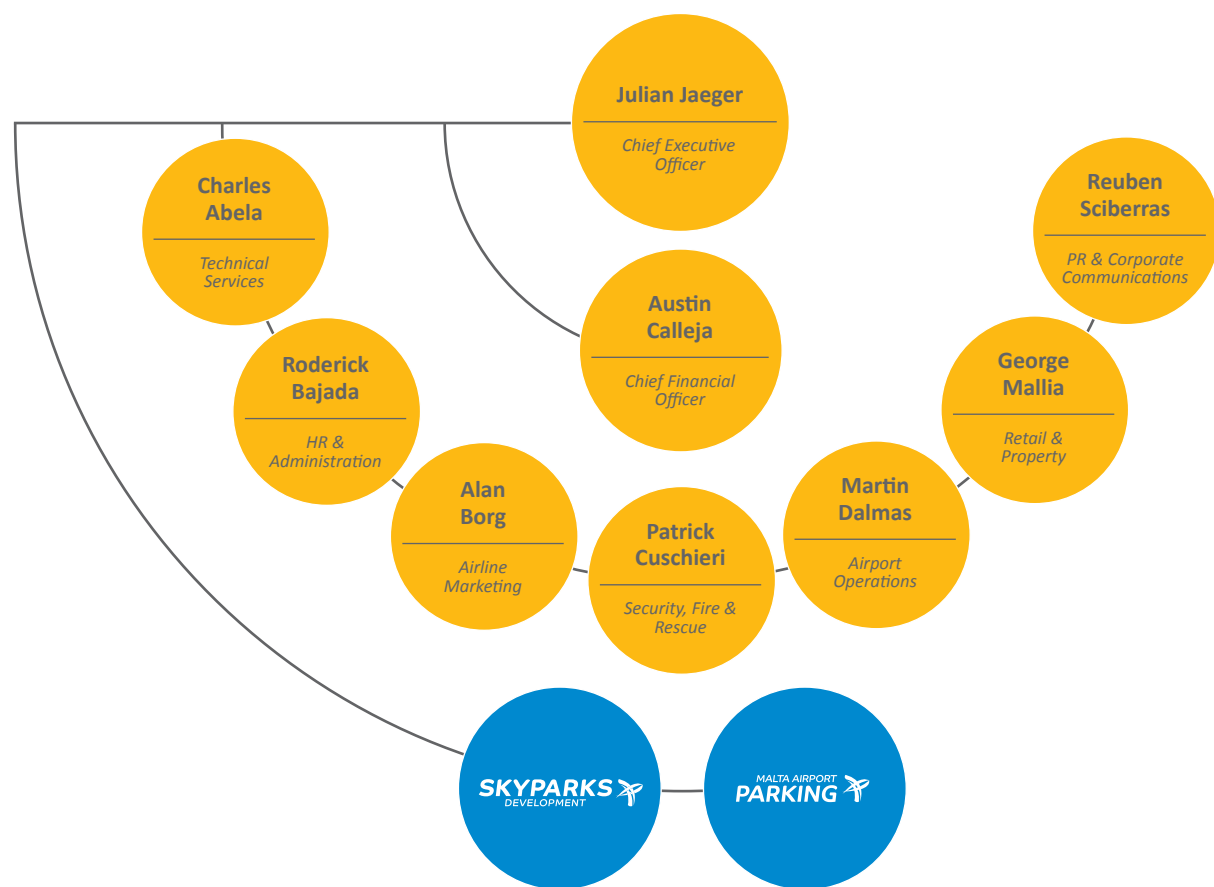 Julian Jaeger
Chief Executive
Officer
Charles
Abela
Technical
Services
Reuben
Sciberras
PR & Corporate
Communications
Austin
Calleja
Chief Financial
Officer
Roderick
Bajada
HR &
Administration
George
Mallia
Retail &
Property
Alan
Borg
Airline
Marketing
Patrick
Cuschieri
Security, Fire &
Rescue
Martin
Dalmas
Airport
Operations
SKYPARKS
DEVELOPMENT
MALTA AIRPORT
PARKING